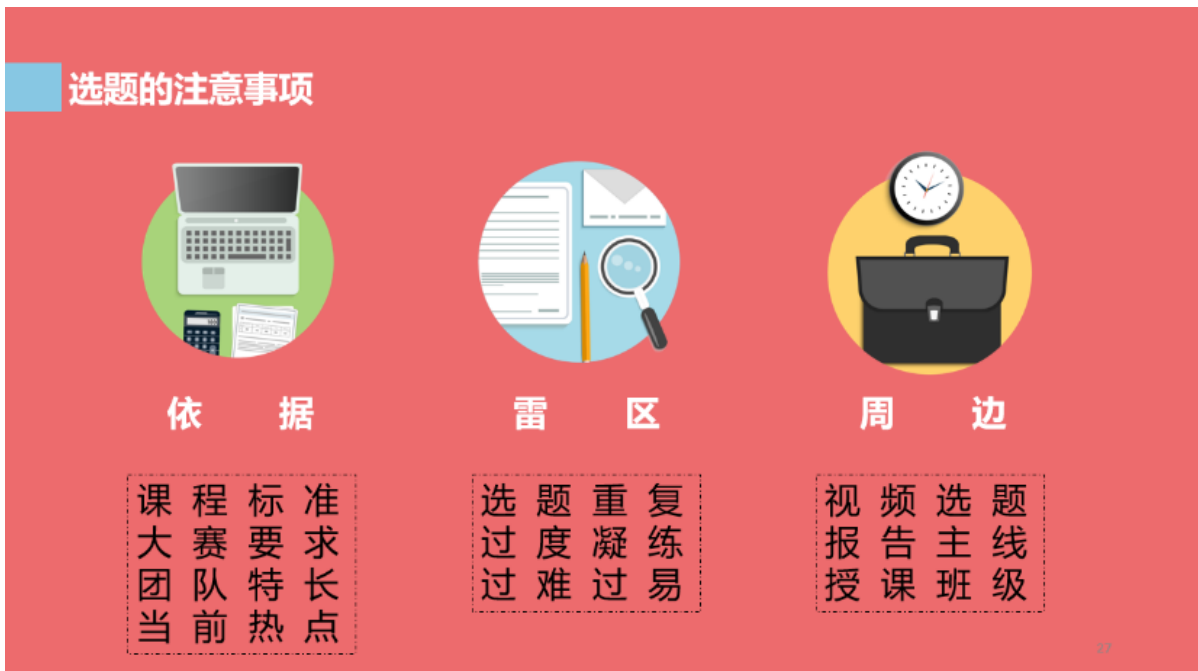 选题的注意事项
依 据
课程标准
大赛要求
团队特长
当前热点
雷 区
选题重复
过度凝练
过难过易
周 边
视频选题
报告主线
授课班级
27